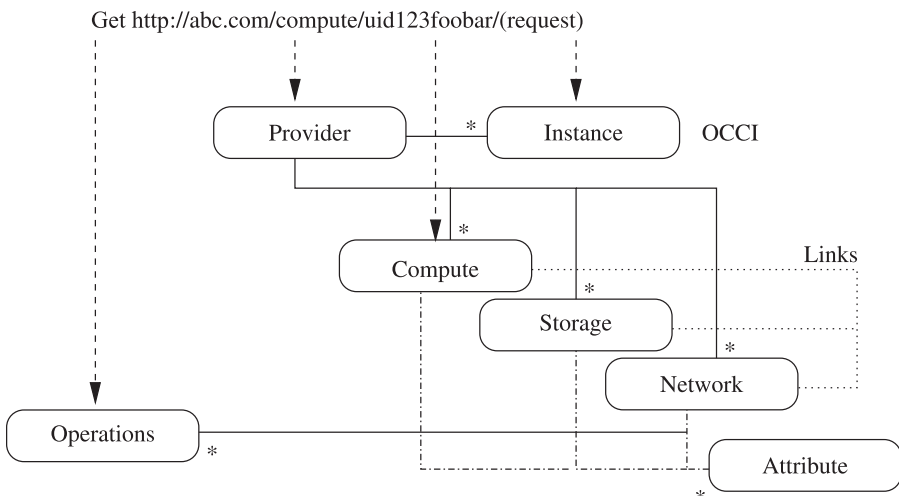 Get http://abc.com/compute/uid123foobar/(request)
Provider
*
Instance
OCCI
*
Compute
Links
*
Storage
*
Network
Operations
*
Attribute
*